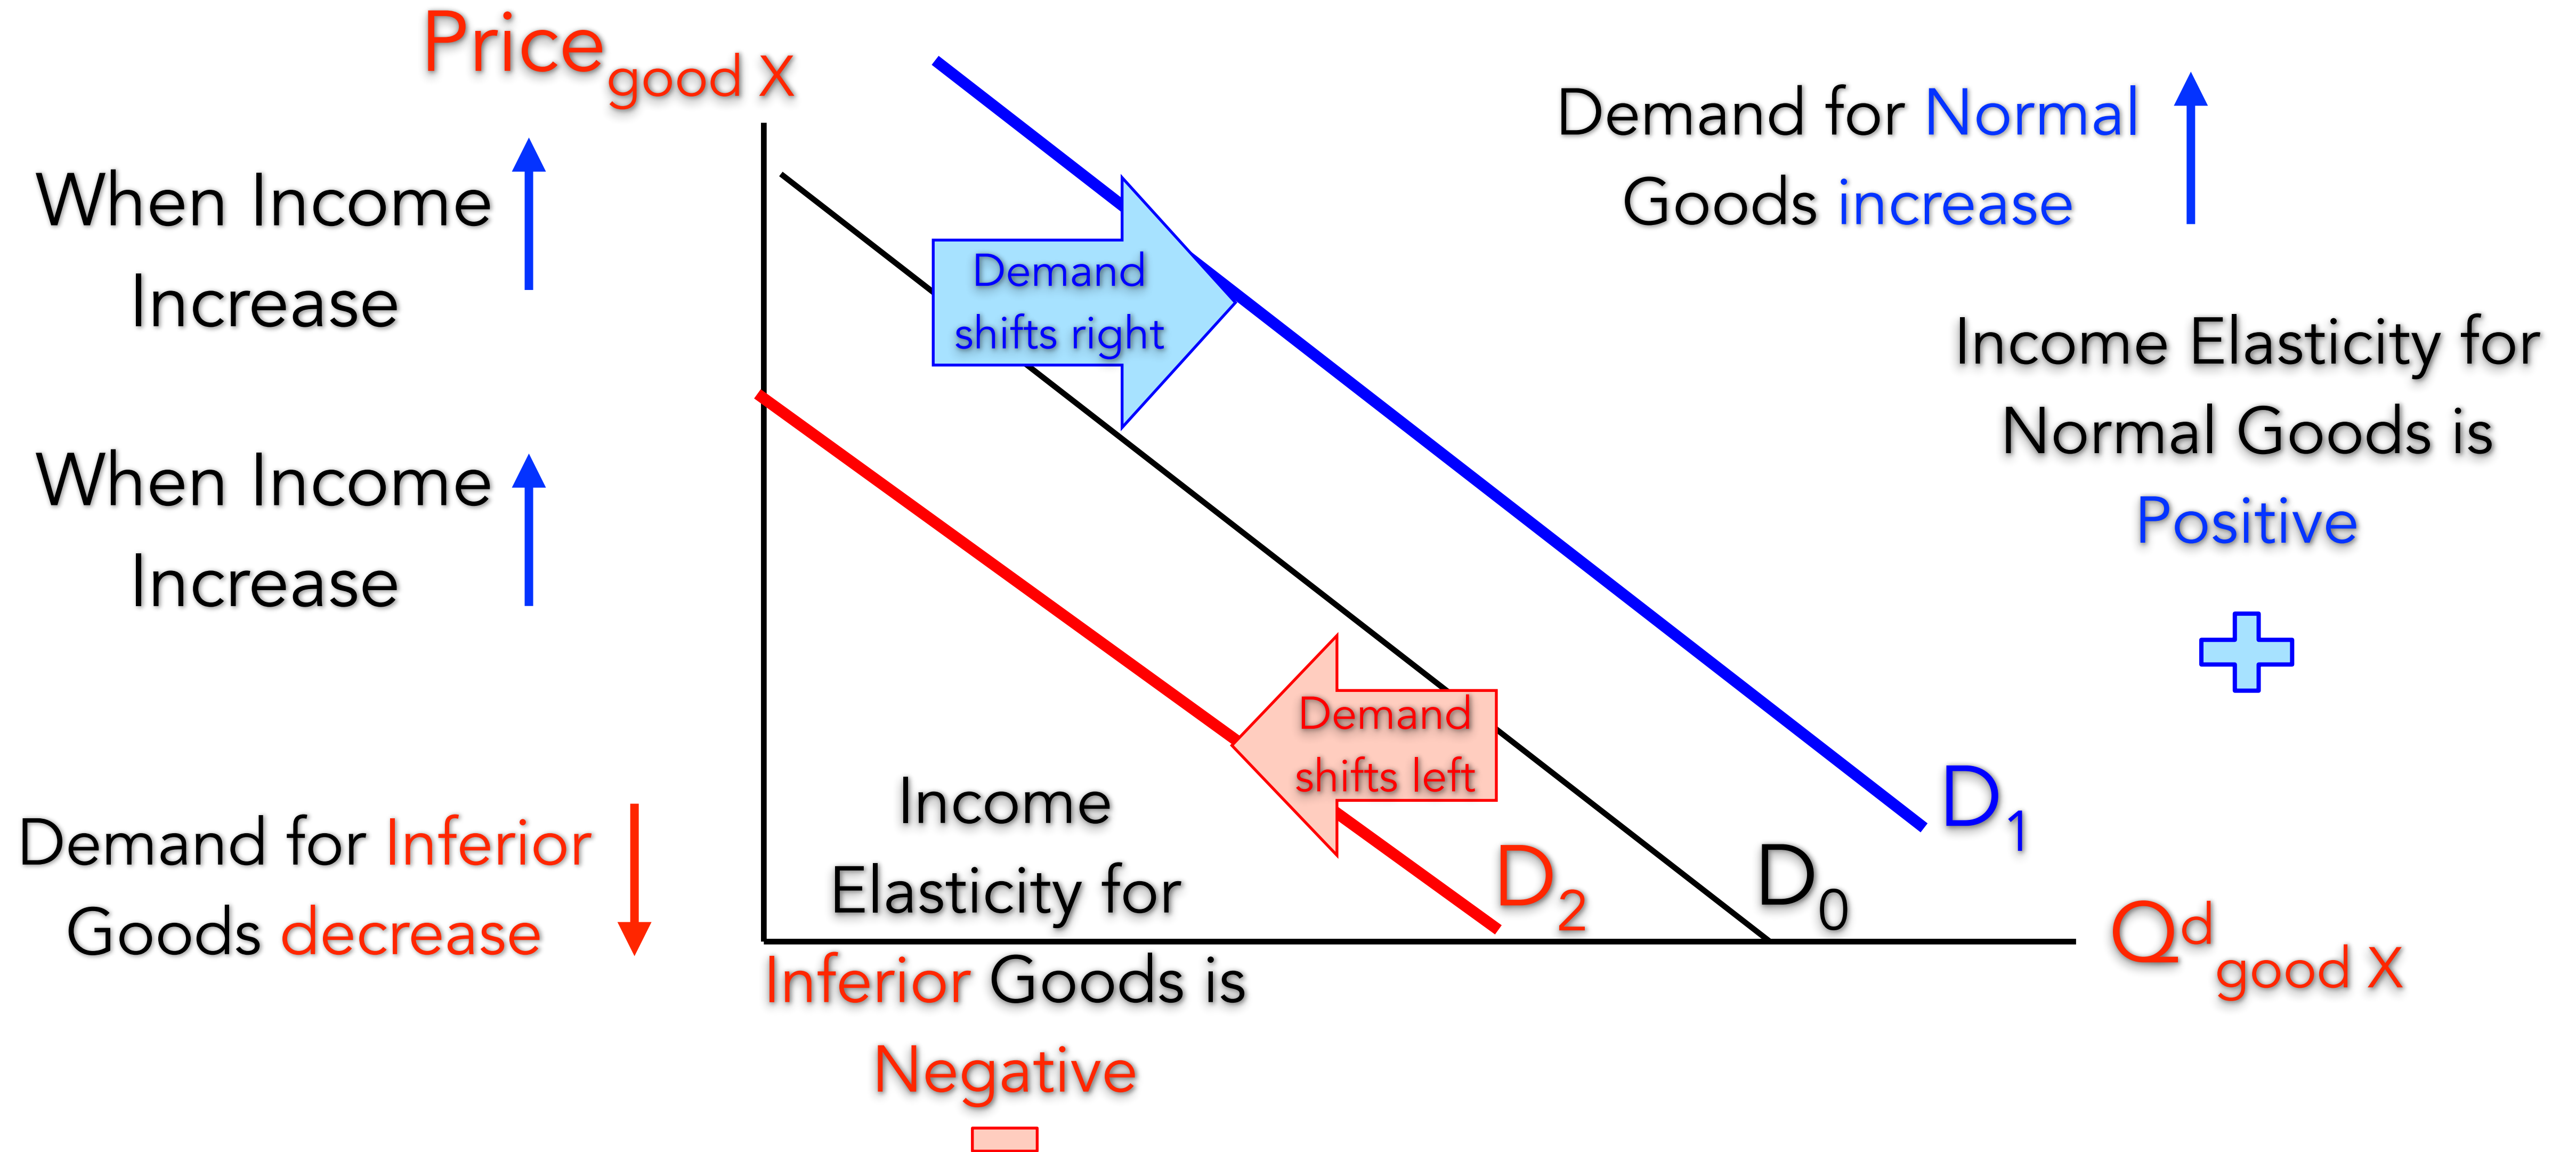 Price good X
When Income
Increase
When Income
Increase
Demand for Inferior
Goods decrease
Demand
shifts right
Demand for Normal
Goods increase
Income Elasticity for
Normal Goods is
Positive
Demand
shifts left
Income
Elasticity for
Inferior Goods is
Negative
D2
D0
D1
Qd good X